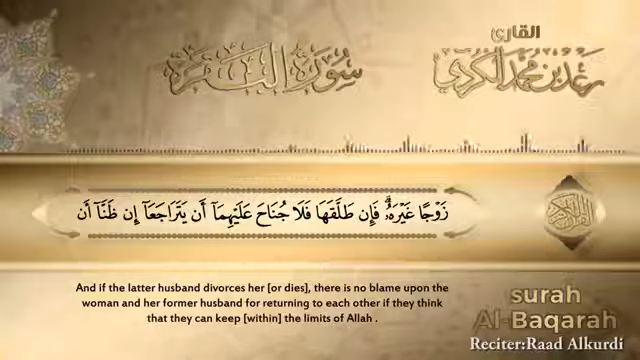 القارئ
سورة البقرة
رعد بن محمد الكردي
زَوْجًا غَيْرَهُۥۗ فَإِن طَلَّقَهَا فَلَا جُنَاحَ عَلَيْهِمَآ أَن يَتَرَاجَعَآ إِن ظَنَّآ أَن
القرآن الكريم
And if the latter husband divorces her [or dies], there is no blame upon the
woman and her former husband for returning to each other if they think
that they can keep [within] the limits of Allah .
surah
Al-Baqarah
Reciter:Raad Alkurdi